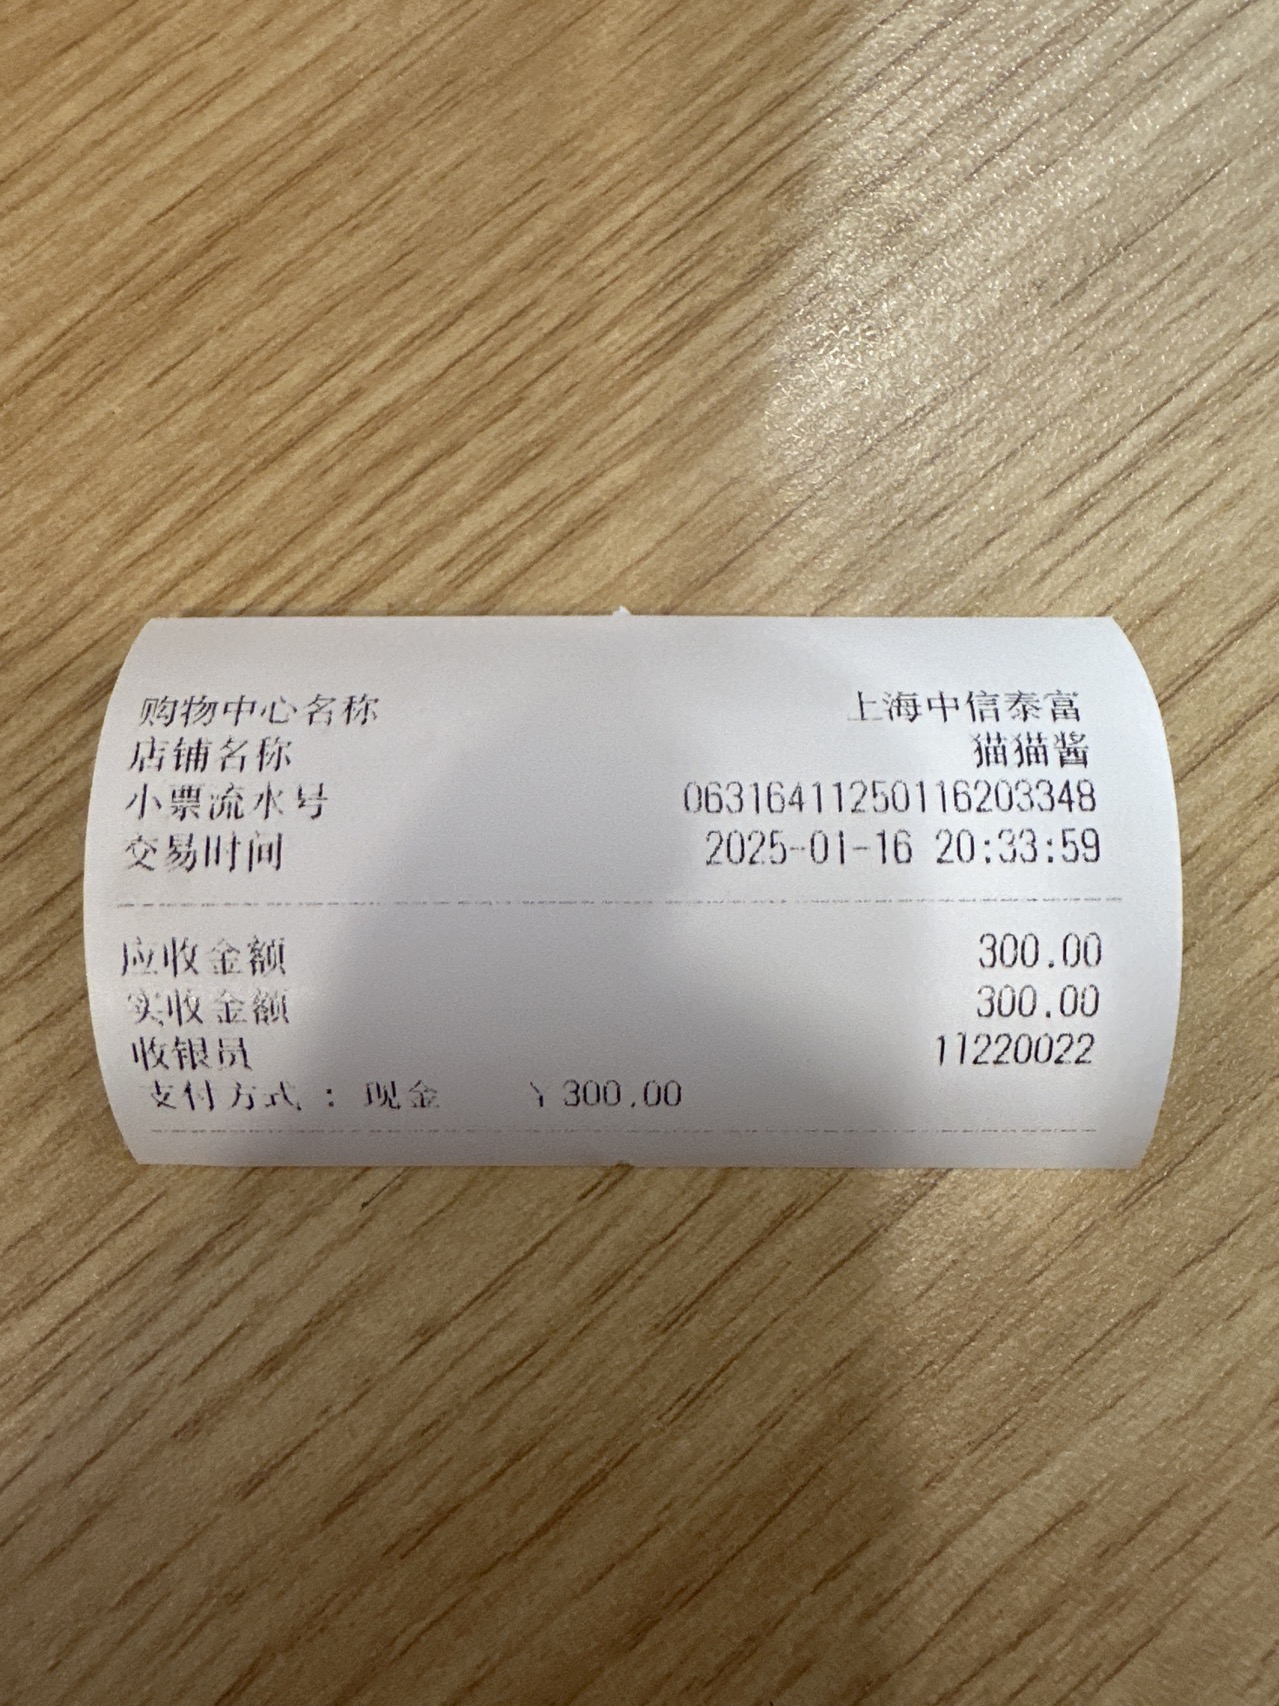 购物中心名称 上海中信泰富
店铺名称 猫猫酱
小票流水号 06316411250116203348
交易时间 2025-01-16 20:33:59
应收金额 300.00
实收金额 300.00
收银员 11220022
支付方式：现金 ￥300.00